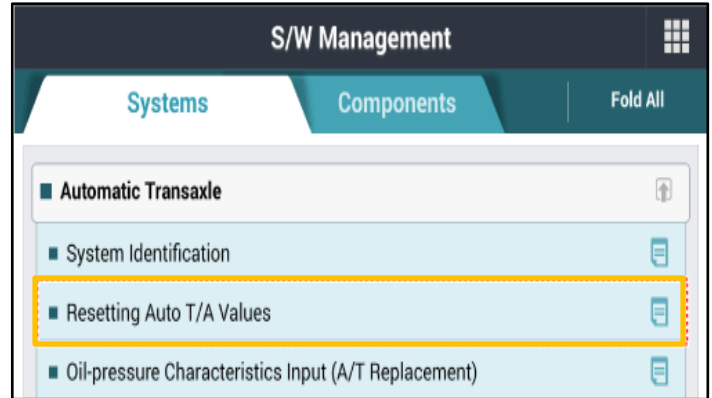 S/W Management
Systems
Components
Fold All
Automatic Transaxle
System Identification
Resetting Auto T/A Values
Oil-pressure Characteristics Input (A/T Replacement)